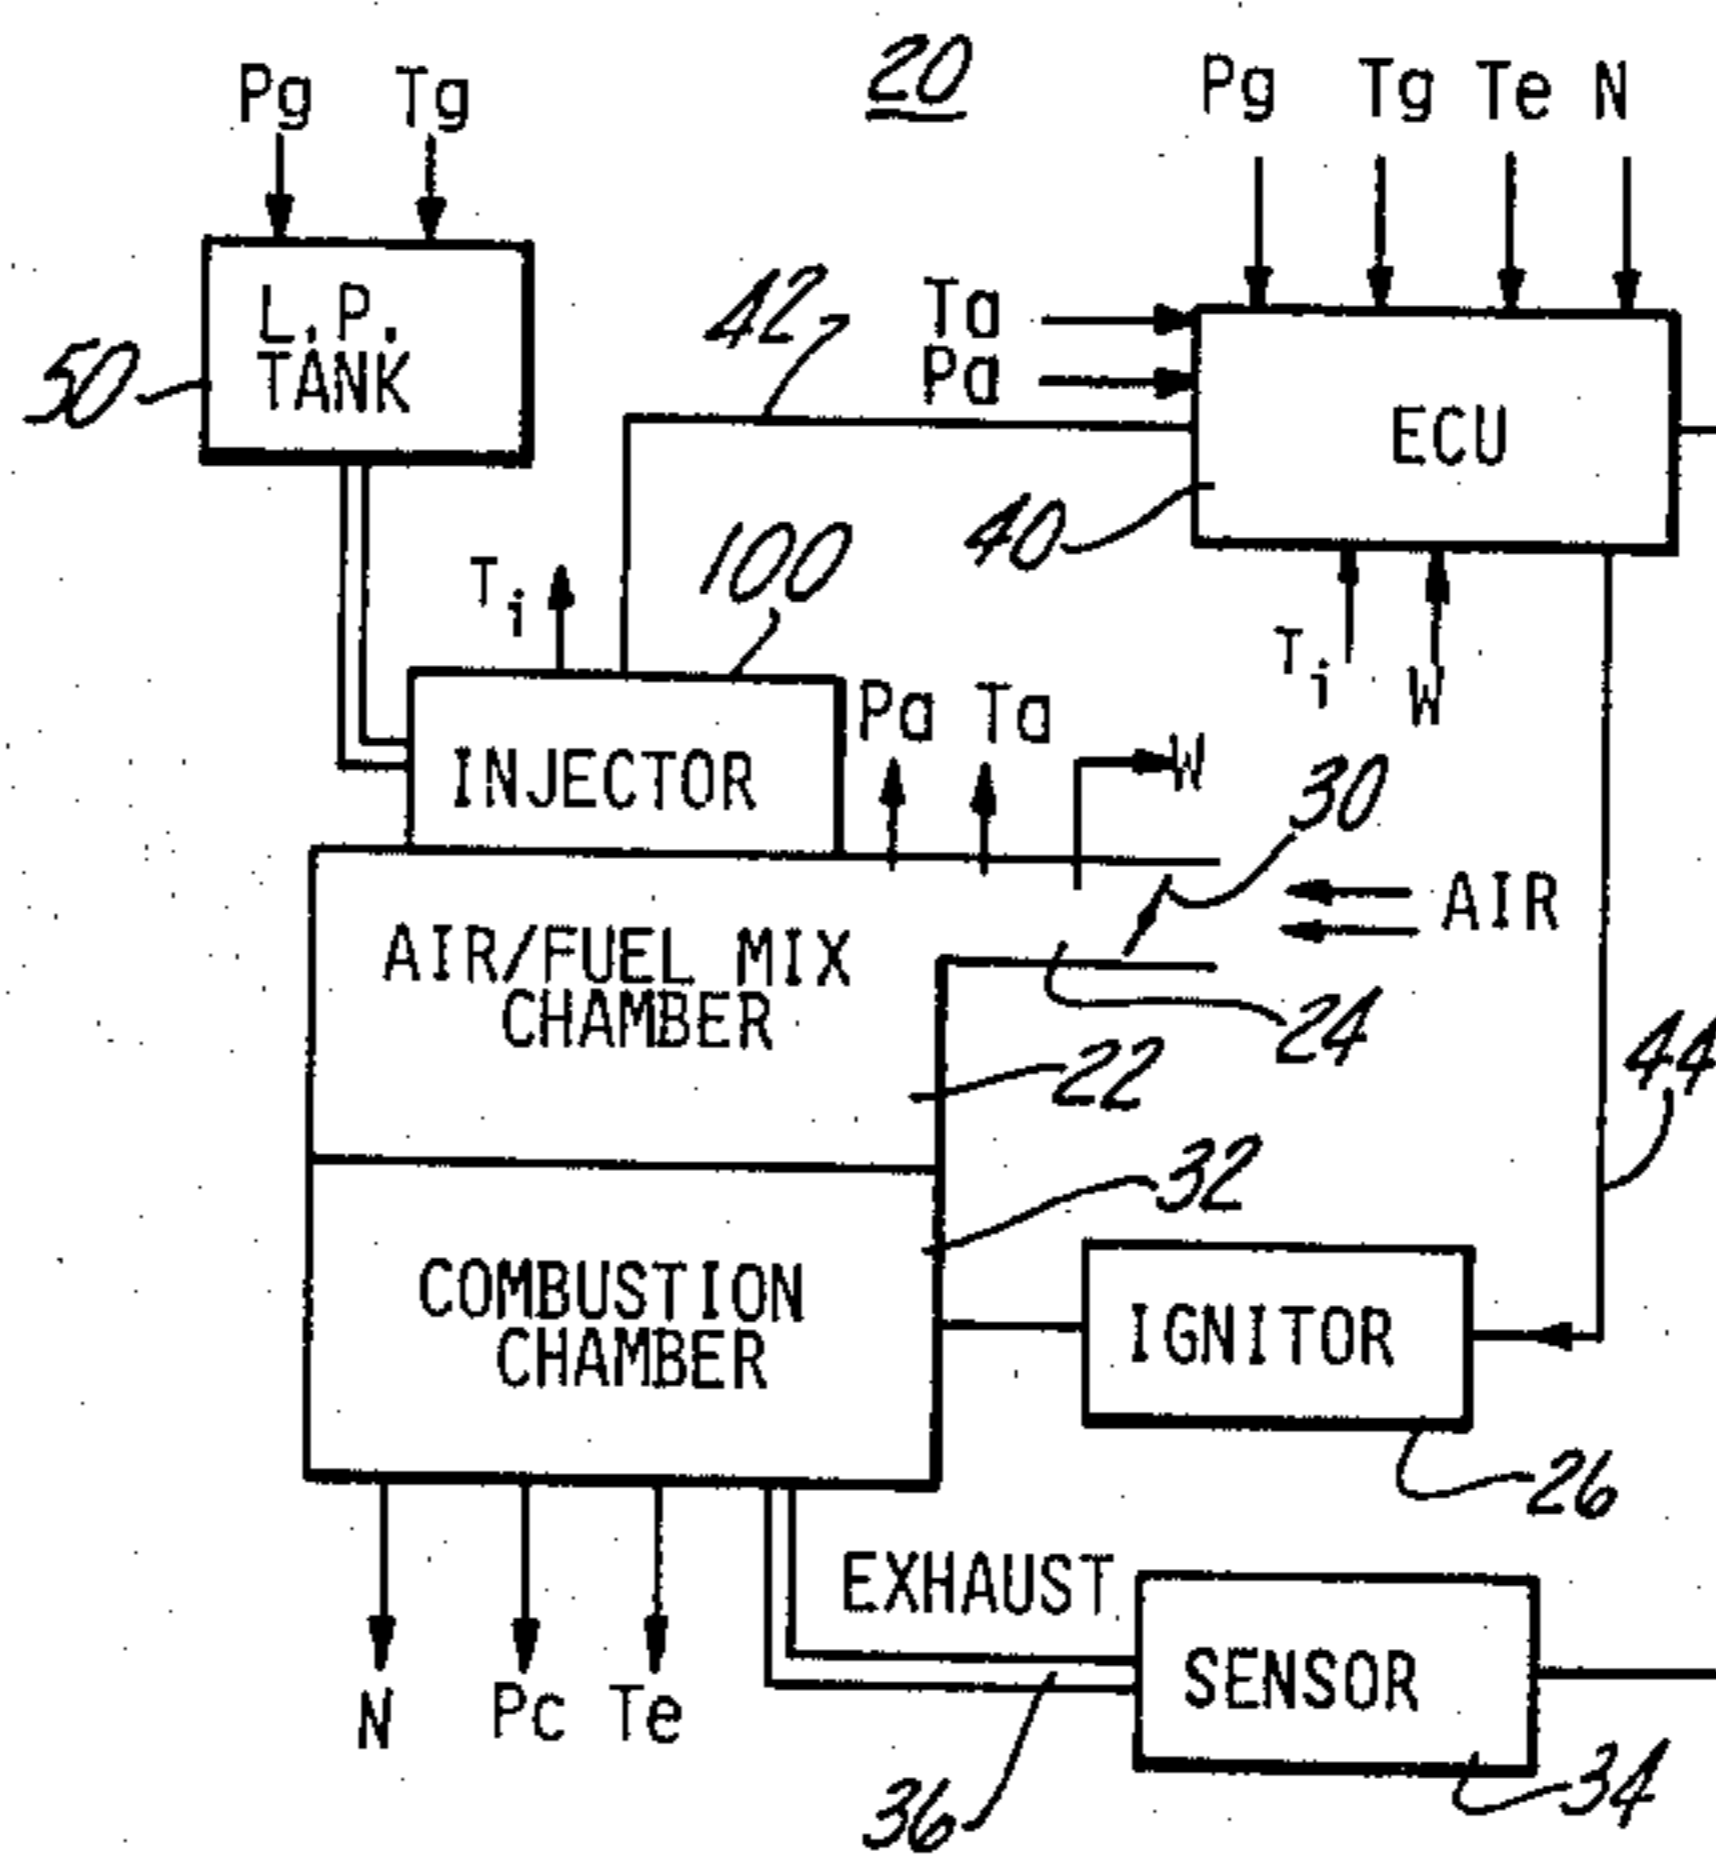 20
Pg Tg
Pg Tg Te N
L.P.
TANK
50
42
Ta
Pa
ECU
40
100
Ti
Ti
W
INJECTOR
Pa Ta
W
30
AIR
AIR/FUEL MIX
CHAMBER
24
22
44
32
COMBUSTION
CHAMBER
IGNITOR
26
EXHAUST
SENSOR
N Pc Te
36
34